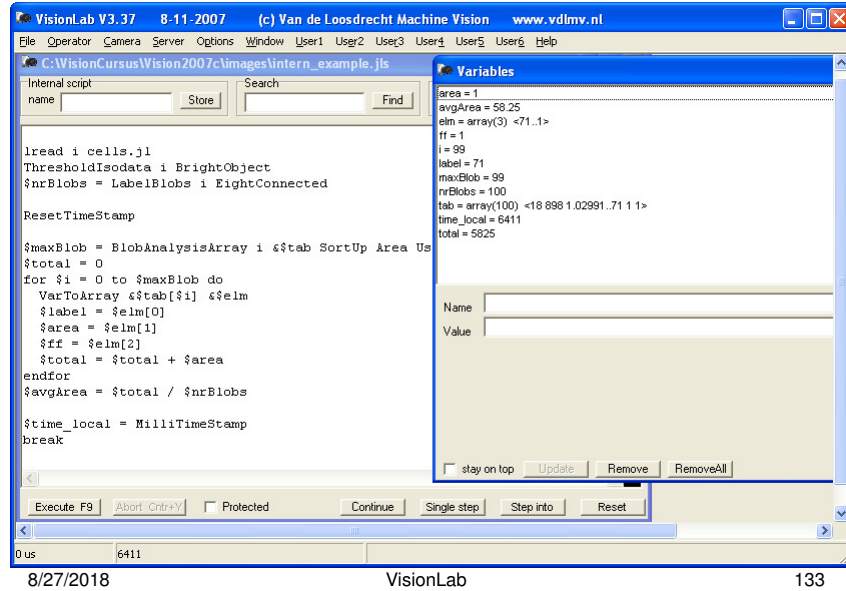 VisionLab V3.37 8-11-2007 (c) Van de Loosdrecht Machine Vision www.vdlmv.nl
File Operator Camera Server Options Window User1 User2 User3 User4 User5 User6 Help
C:\VisionCursus\Vision2007c\images\intern_example.jls
Internal script
name Store
Search
Find
lread i cells.jl
ThresholdIsodata i BrightObject
$nrBlobs = LabelBlobs i EightConnected
ResetTimeStamp
$maxBlob = BlobAnalysisArray i &$tab SortUp Area Us
$total = 0
for $i = 0 to $maxBlob do
VarToArray &$tab[$i] &$elm
$label = $elm[0]
$area = $elm[1]
$ff = $elm[2]
$total = $total + $area
endfor
$avgArea = $total / $nrBlobs
$time_local = MilliTimeStamp
break
Execute F9 Abort Cntr+Y Protected Continue Single step Step into Reset
Variables
area = 1
avgArea = 58.25
elm = array(3) <71..1>
ff = 1
i = 99
label = 71
maxBlob = 99
nrBlobs = 100
tab = array(100) <18 898 1.02991..71 1 1>
time_local = 6411
total = 5825
Name
Value
stay on top Update Remove RemoveAll
0 us 6411
8/27/2018 VisionLab 133